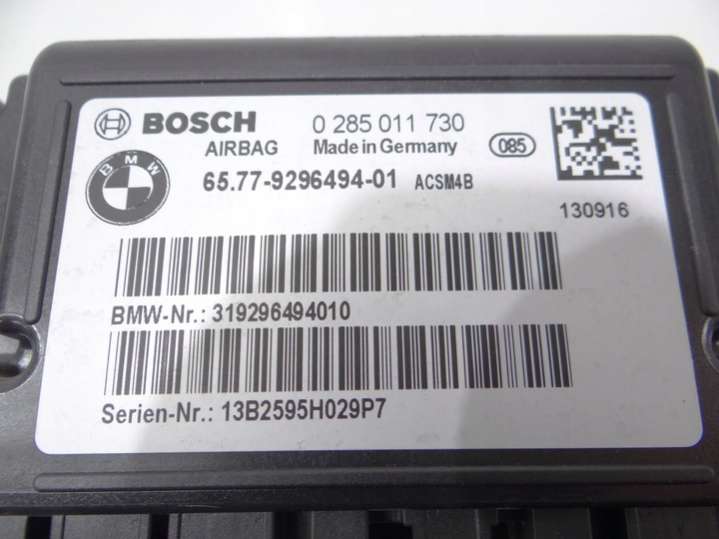 BOSCH 0 285 011 730
AIRBAG Made in Germany 085
BMW 65.77-9296494-01 ACSM4B
130916
BMW-Nr.: 319296494010
Serien-Nr.: 13B2595H029P7